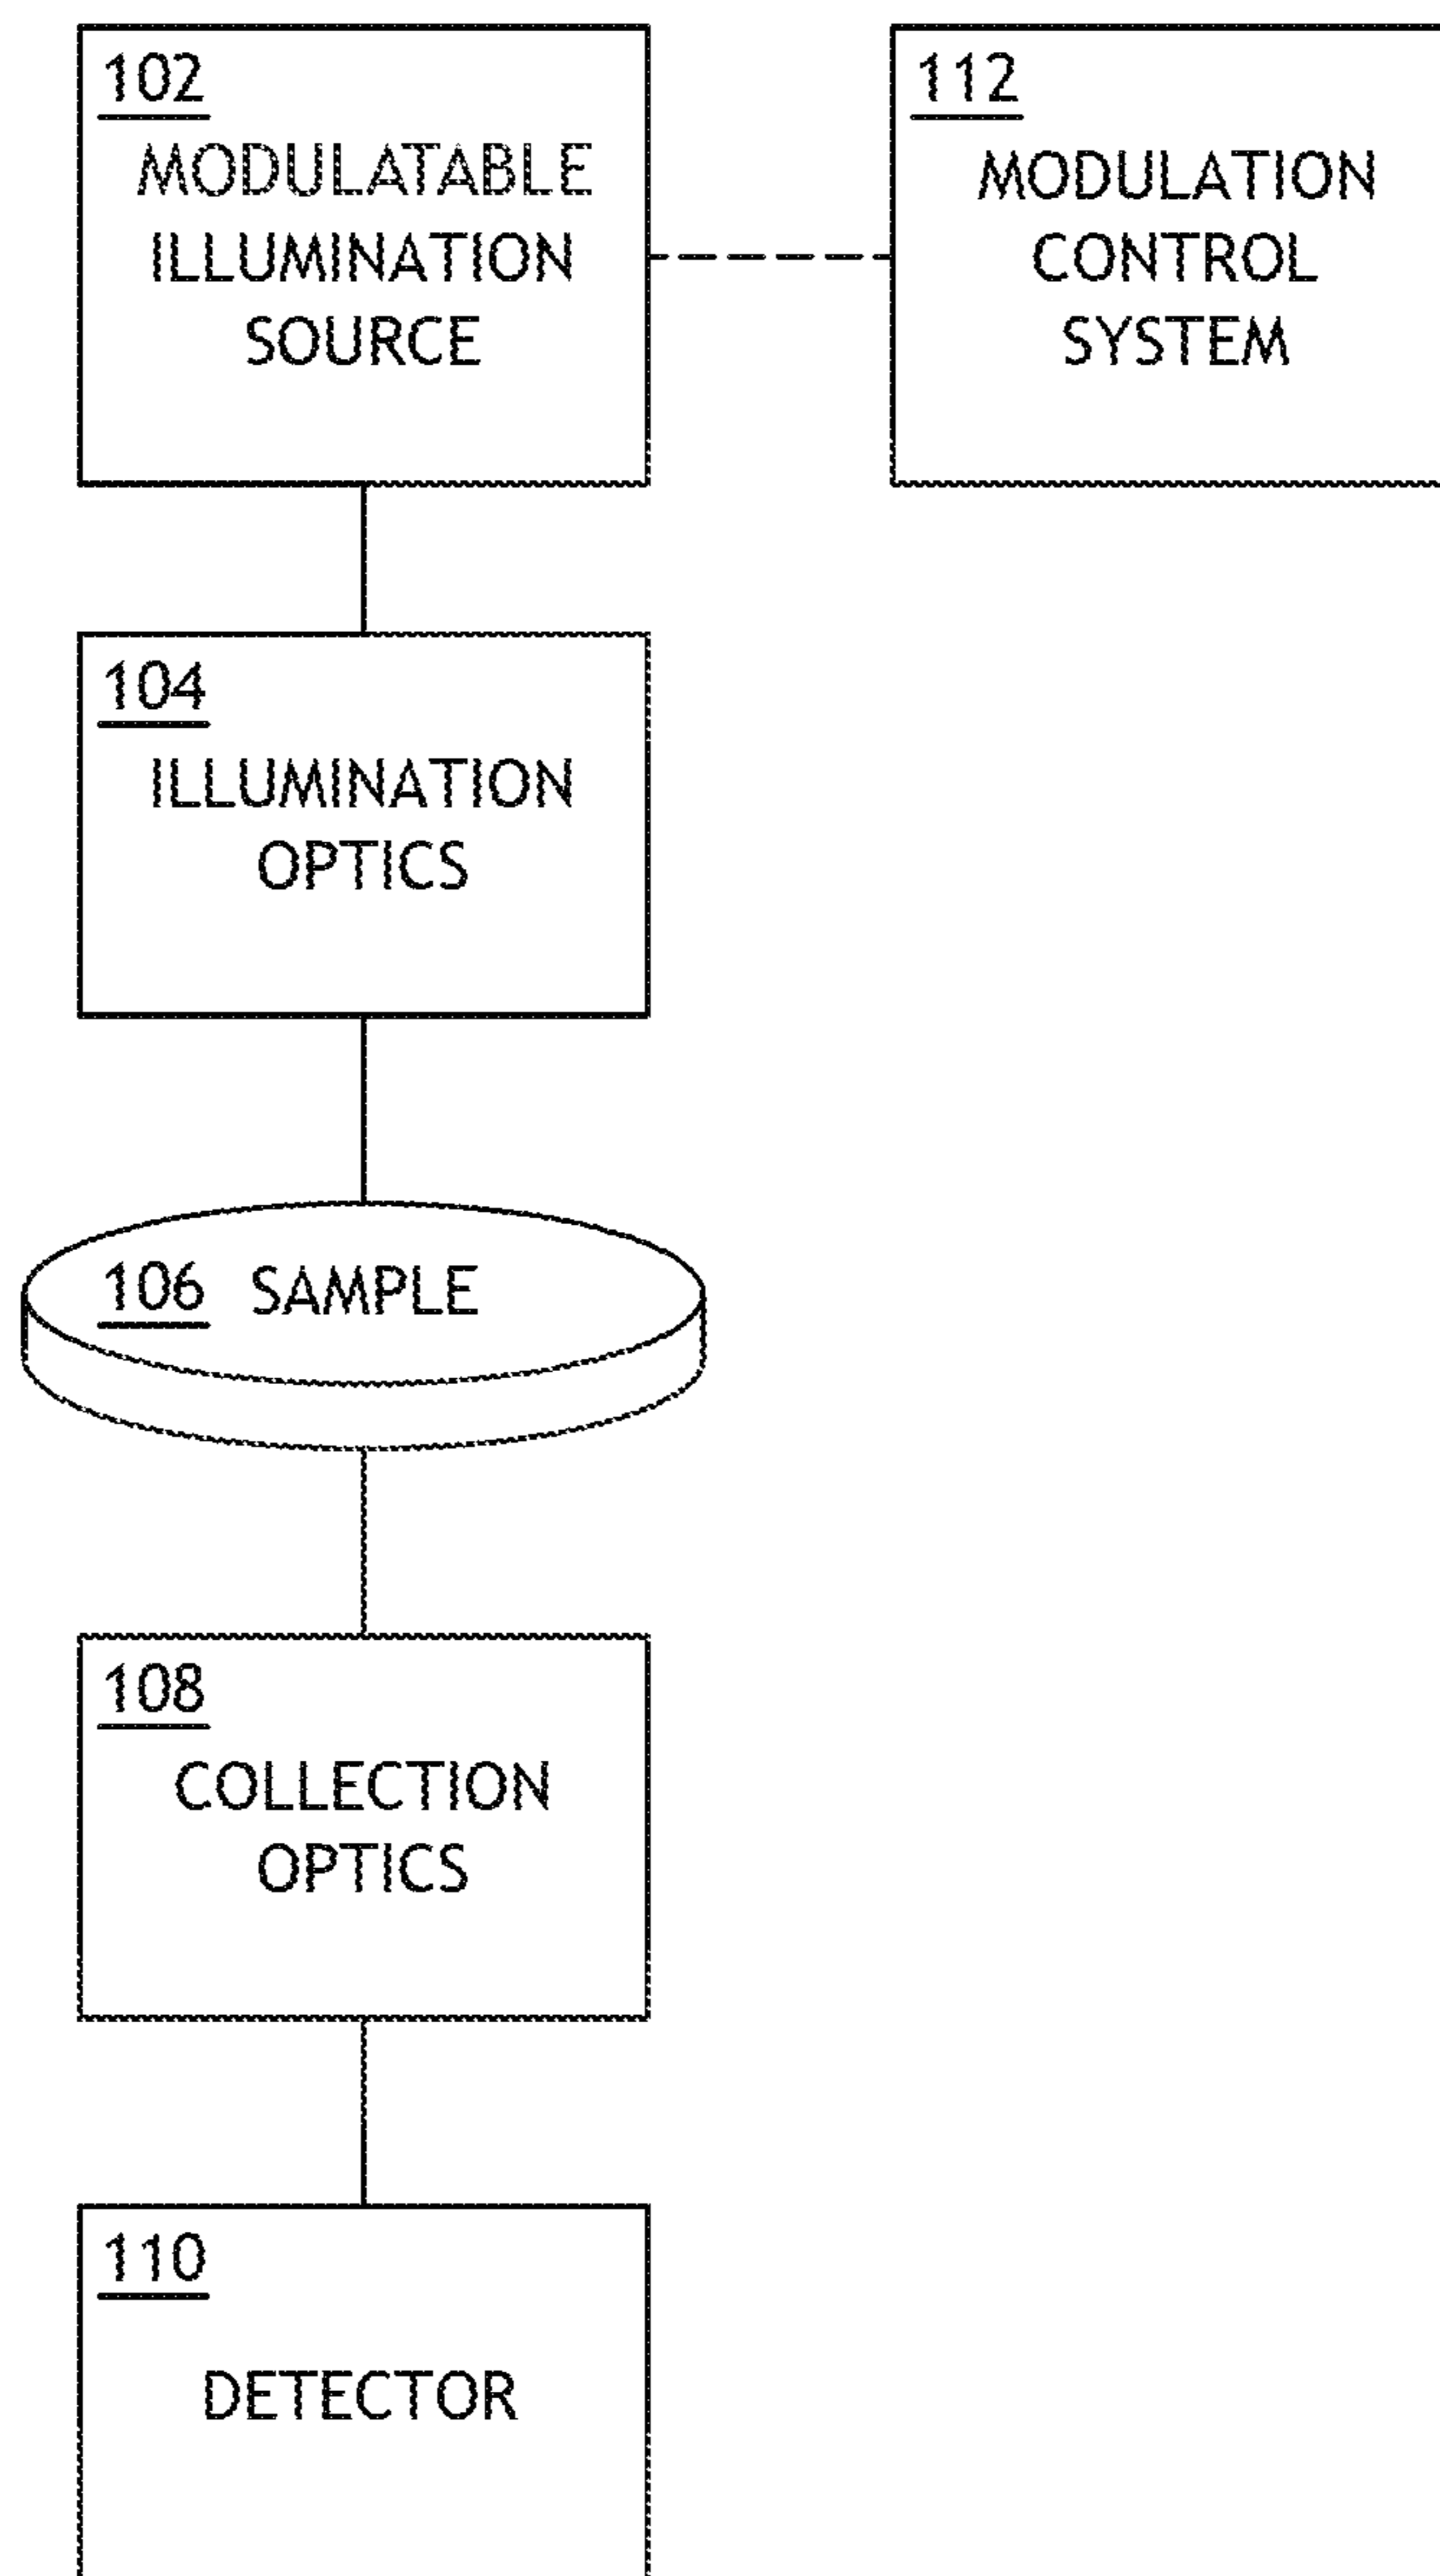 102
MODULATABLE
ILLUMINATION
SOURCE
112
MODULATION
CONTROL
SYSTEM
104
ILLUMINATION
OPTICS
106 SAMPLE
108
COLLECTION
OPTICS
110
DETECTOR